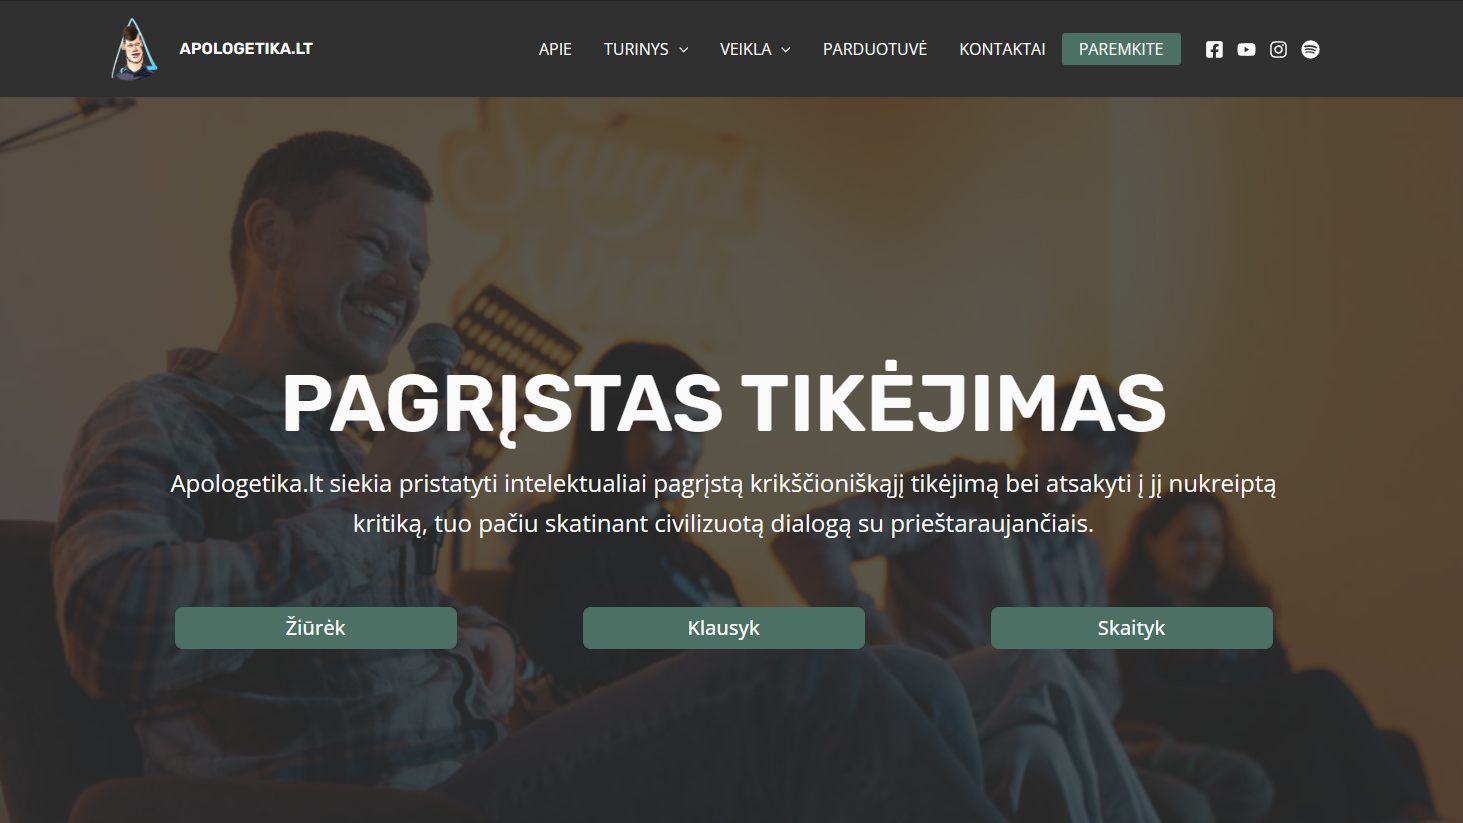 APOLOGETIKA.LT
APIE
TURINYS
VEIKLA
PARDUOTUVĖ
KONTAKTAI
PAREMKITE
PAGRĮSTAS TIKĖJIMAS
Apologetika.lt siekia pristatyti intelektualiai pagrįstą krikščioniškąjį tikėjimą bei atsakyti į jį nukreiptą
kritiką, tuo pačiu skatinant civilizuotą dialogą su prieštaraujančiais.
Žiūrėk
Klausyk
Skaityk